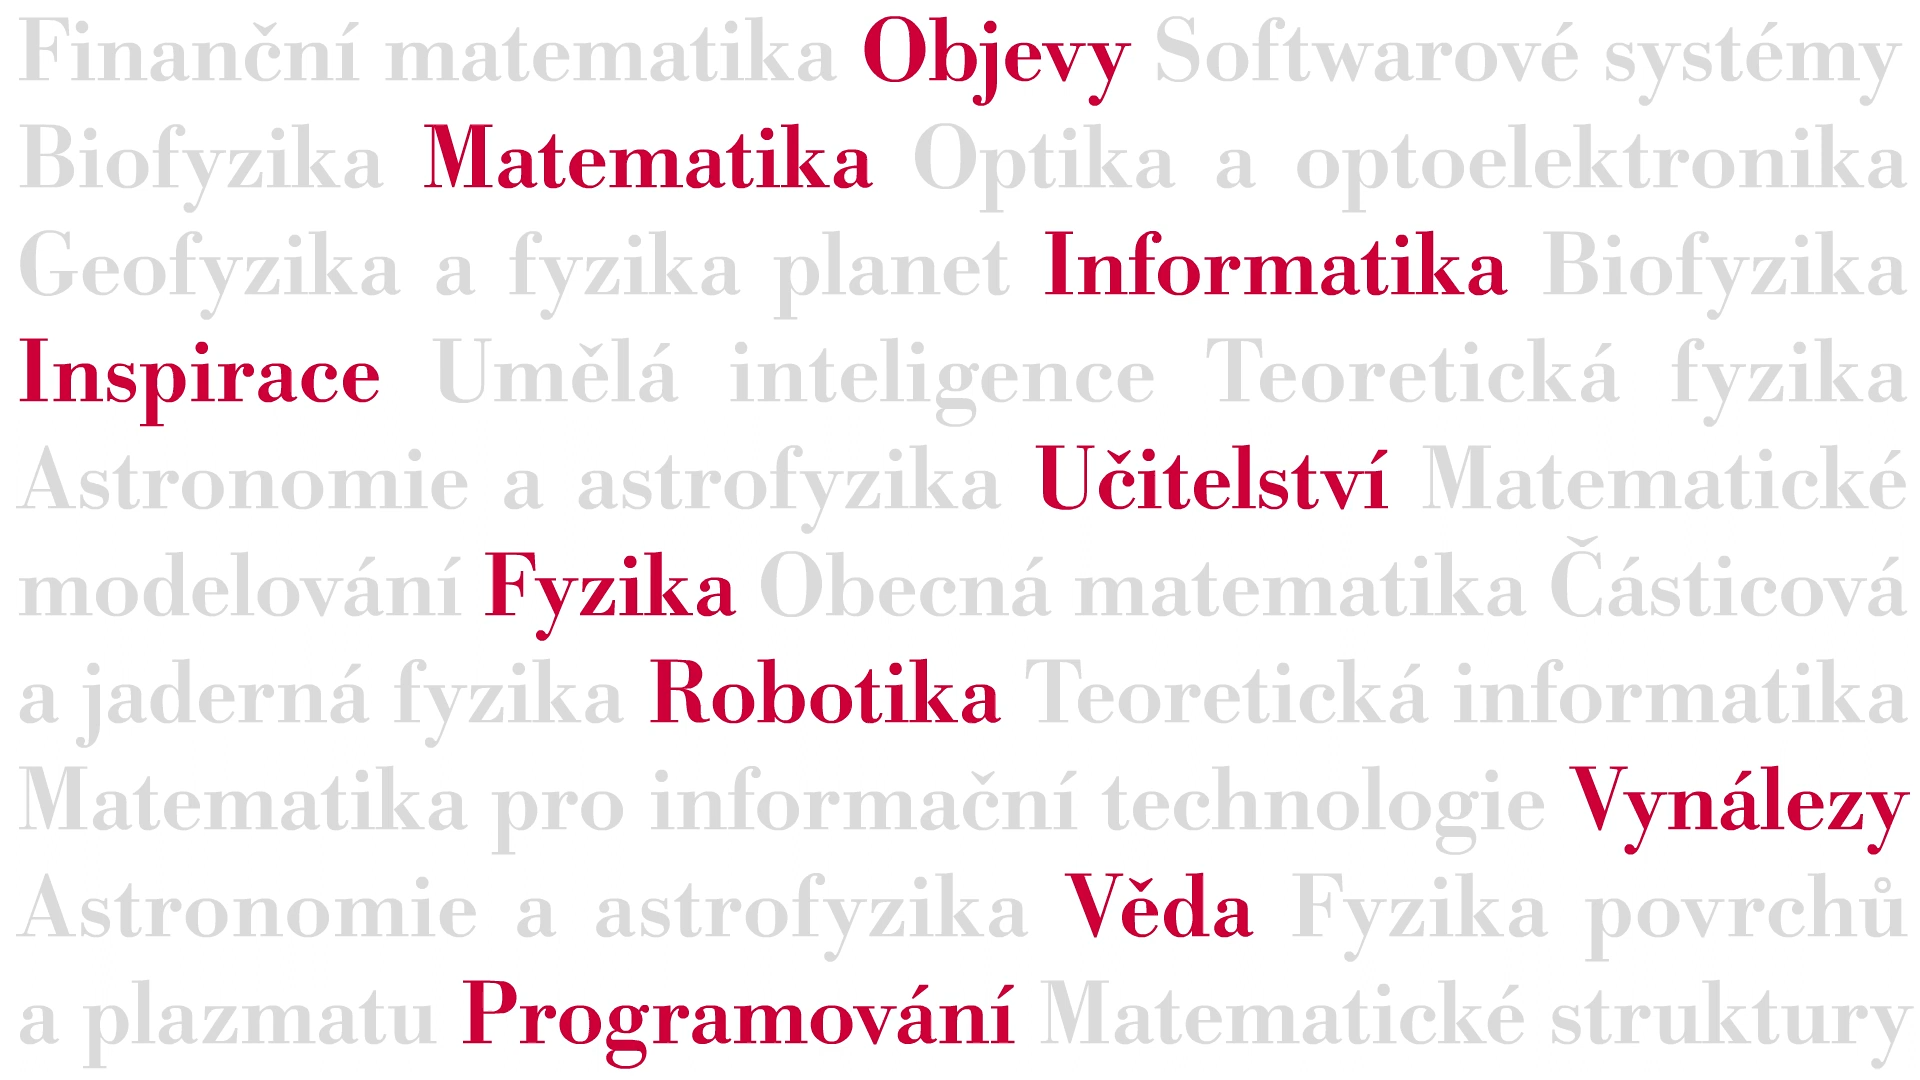 Finanční matematika Objevy Softwarové systémy
Biofyzika Matematika Optika a optoelektronika
Geofyzika a fyzika planet Informatika Biofyzika
Inspirace Umělá inteligence Teoretická fyzika
Astronomie a astrofyzika Učitelství Matematické
modelování Fyzika Obecná matematika Částicová
a jaderná fyzika Robotika Teoretická informatika
Matematika pro informační technologie Vynálezy
Astronomie a astrofyzika Věda Fyzika povrchů
a plazmatu Programování Matematické struktury